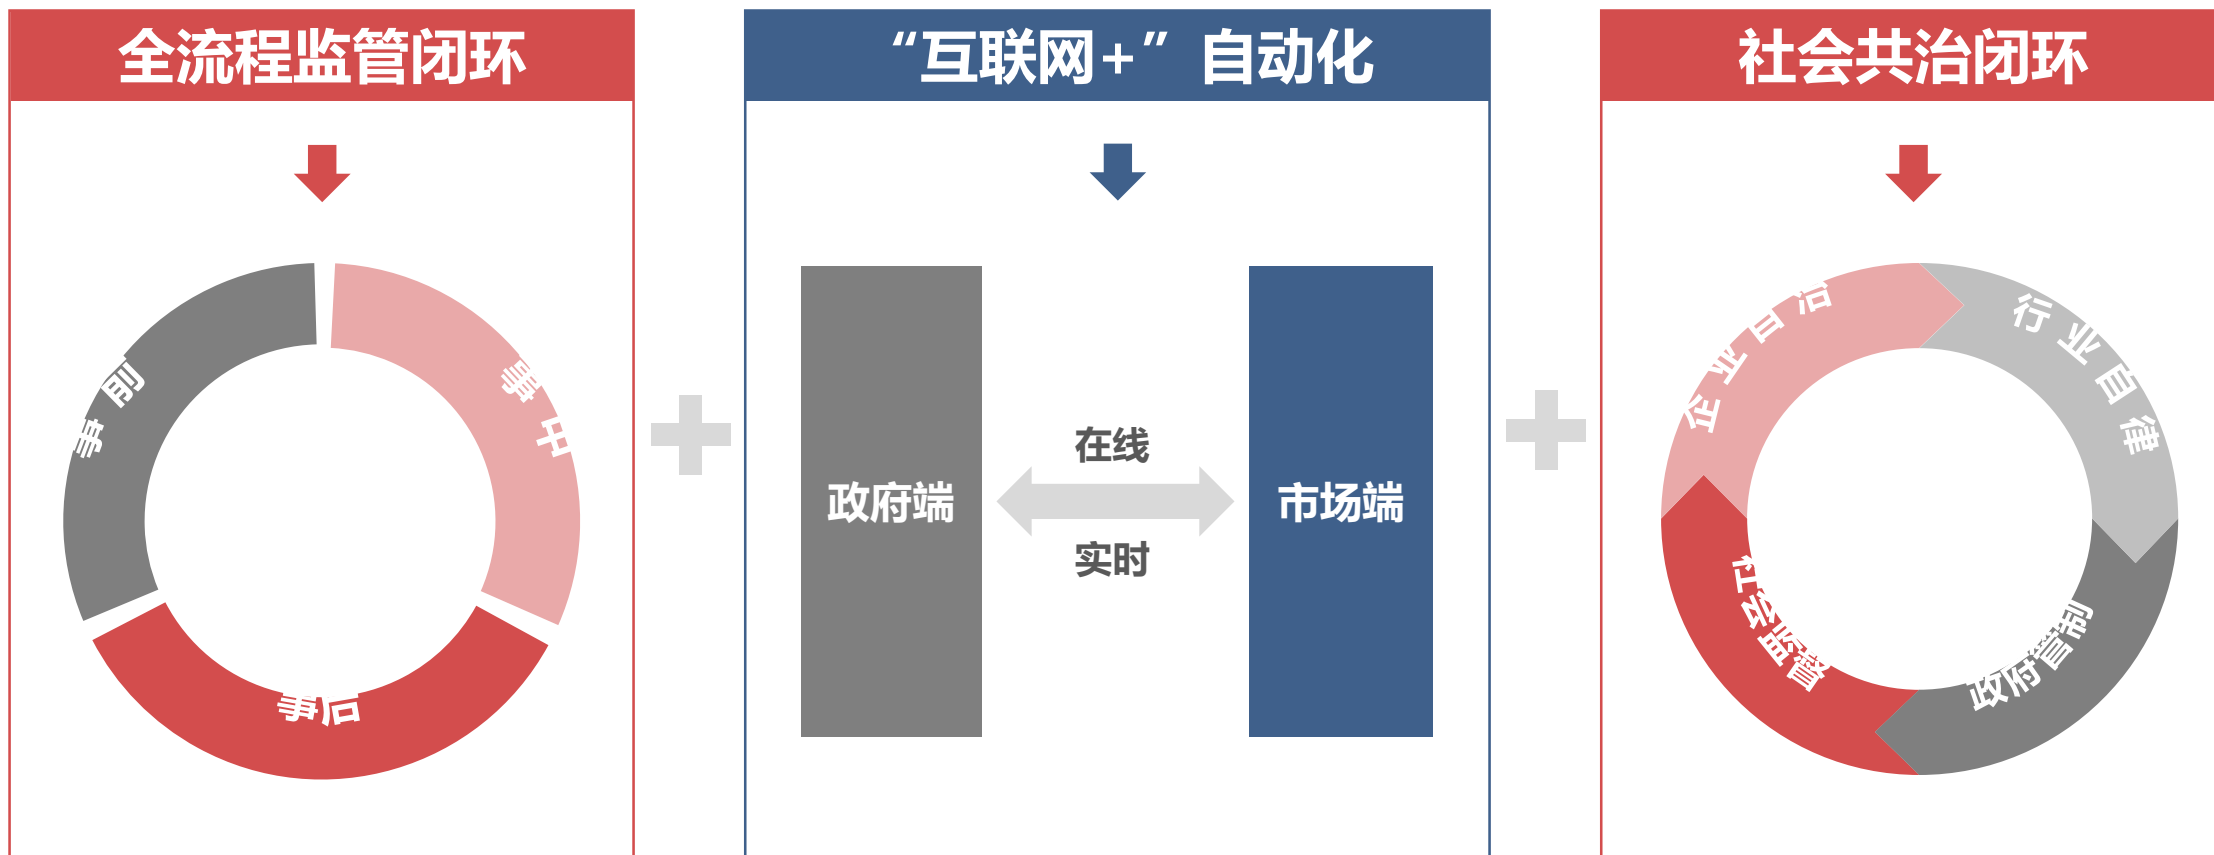 全流程监管闭环
事前
事中
事后
“互联网+”自动化
政府端
在线
实时
市场端
社会共治闭环
企业自治
行业自律
社会监督
政府管制